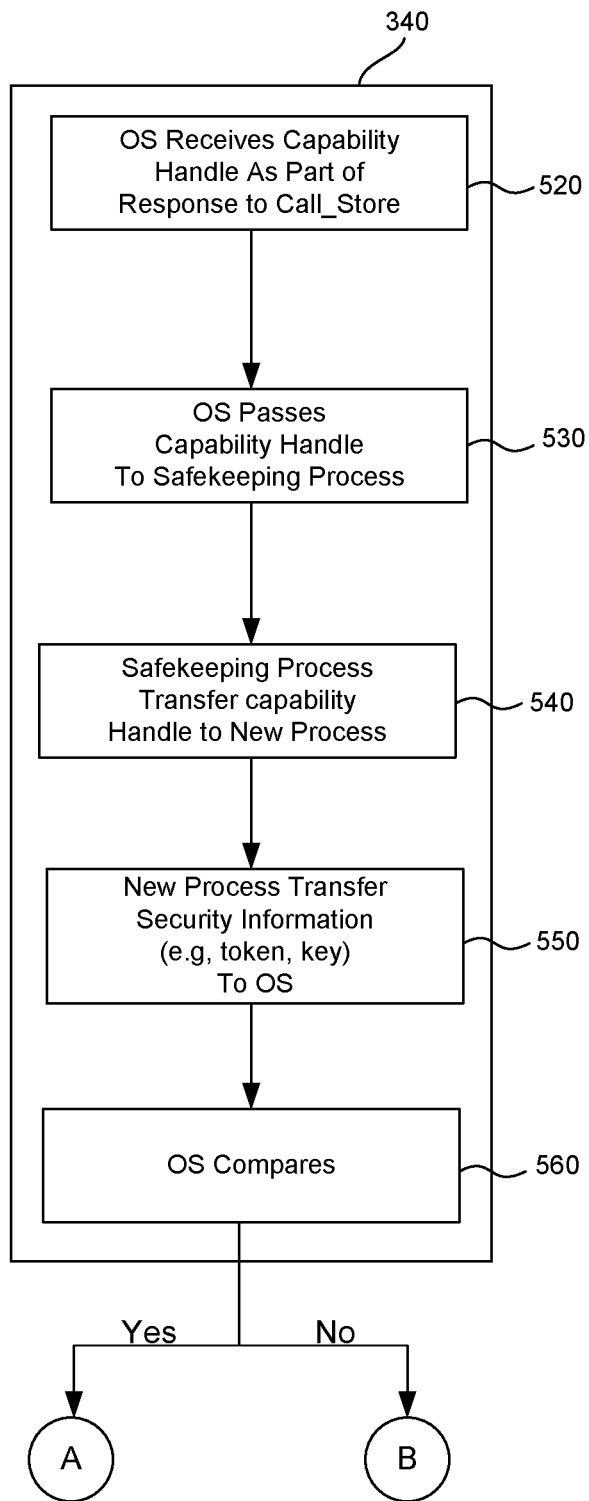 340
OS Receives Capability
Handle As Part of
Response to Call_Store
520
OS Passes
Capability Handle
To Safekeeping Process
530
Safekeeping Process
Transfer capability
Handle to New Process
540
New Process Transfer
Security Information
(e.g, token, key)
To OS
550
OS Compares
560
Yes
No
A
B